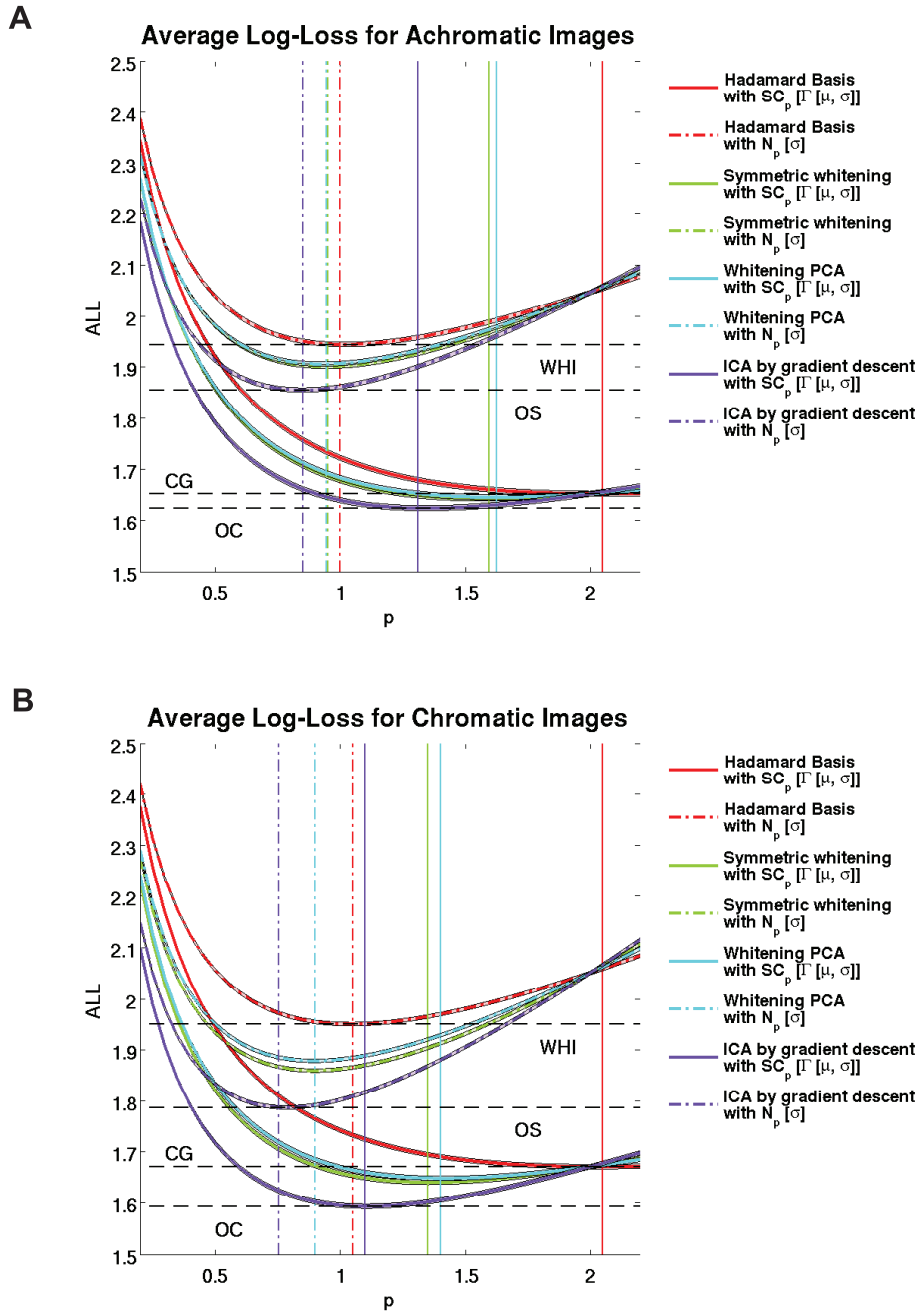 A
Average Log-Loss for Achromatic Images
2.5
2.4
2.3
2.2
2.1
2
1.9
1.8
1.7
1.6
1.5
ALL
0.5
1
1.5
2
p
WHI
OS
CG
OC
Hadamard Basis
with SCp [Γ [μ, σ]]
Hadamard Basis
with Np [σ]
Symmetric whitening
with SCp [Γ [μ, σ]]
Symmetric whitening
with Np [σ]
Whitening PCA
with SCp [Γ [μ, σ]]
Whitening PCA
with Np [σ]
ICA by gradient descent
with SCp [Γ [μ, σ]]
ICA by gradient descent
with Np [σ]
B
Average Log-Loss for Chromatic Images
2.5
2.4
2.3
2.2
2.1
2
1.9
1.8
1.7
1.6
1.5
ALL
0.5
1
1.5
2
p
WHI
OS
CG
OC
Hadamard Basis
with SCp [Γ [μ, σ]]
Hadamard Basis
with Np [σ]
Symmetric whitening
with SCp [Γ [μ, σ]]
Symmetric whitening
with Np [σ]
Whitening PCA
with SCp [Γ [μ, σ]]
Whitening PCA
with Np [σ]
ICA by gradient descent
with SCp [Γ [μ, σ]]
ICA by gradient descent
with Np [σ]